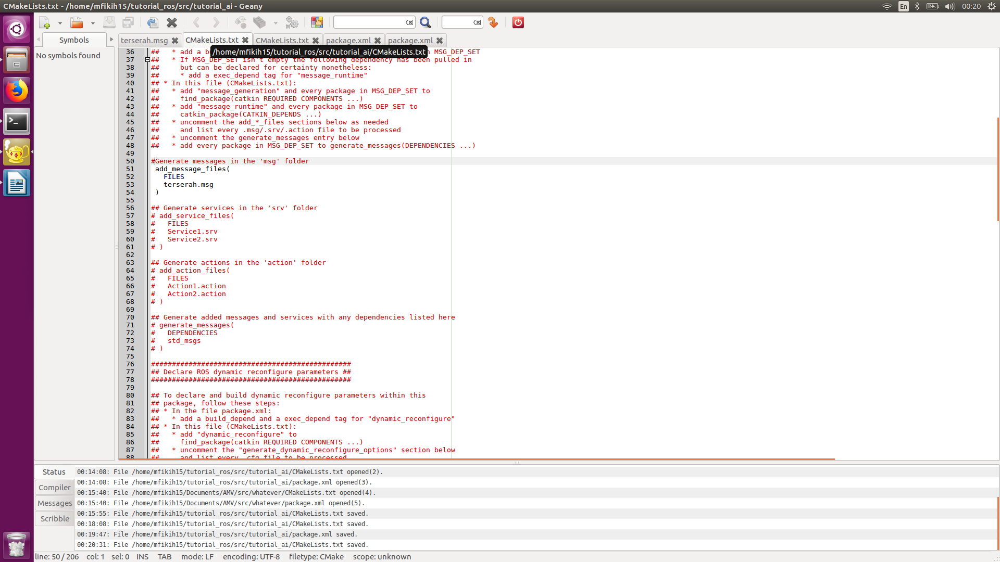 CMakeLists.txt - /home/mfikih15/tutorial_ros/src/tutorial_ai - Geany
En
00:20
Symbols
terserah.msg
CMakeLists.txt
CMakeLists.txt
package.xml
package.xml
No symbols found
/home/mfikih15/tutorial_ros/src/tutorial_ai/CMakeLists.txt
36 ##   * add a bu MSG_DEP_SET
37 ##   * If MSG_DEP_SET isn't empty the following dependency has been pulled in
38 ##     but can be declared for certainty nonetheless:
39 ##     * add a exec_depend tag for "message_runtime"
40 ## * In this file (CMakeLists.txt):
41 ##   * add "message_generation" and every package in MSG_DEP_SET to
42 ##     find_package(catkin REQUIRED COMPONENTS ...)
43 ##   * add "message_runtime" and every package in MSG_DEP_SET to
44 ##     catkin_package(CATKIN_DEPENDS ...)
45 ##   * uncomment the add_*_files sections below as needed
46 ##     and list every .msg/.srv/.action file to be processed
47 ##   * uncomment the generate_messages entry below
48 ##   * add every package in MSG_DEP_SET to generate_messages(DEPENDENCIES ...)
49
50 #Generate messages in the 'msg' folder
51  add_message_files(
52    FILES
53    terserah.msg
54  )
55
56 ## Generate services in the 'srv' folder
57 # add_service_files(
58 #   FILES
59 #   Service1.srv
60 #   Service2.srv
61 # )
62
63 ## Generate actions in the 'action' folder
64 # add_action_files(
65 #   FILES
66 #   Action1.action
67 #   Action2.action
68 # )
69
70 ## Generate added messages and services with any dependencies listed here
71 # generate_messages(
72 #   DEPENDENCIES
73 #   std_msgs
74 # )
75
76 ################################################
77 ## Declare ROS dynamic reconfigure parameters ##
78 ################################################
79
80 ## To declare and build dynamic reconfigure parameters within this
81 ## package, follow these steps:
82 ## * In the file package.xml:
83 ##   * add a build_depend and a exec_depend tag for "dynamic_reconfigure"
84 ## * In this file (CMakeLists.txt):
85 ##   * add "dynamic_reconfigure" to
86 ##     find_package(catkin REQUIRED COMPONENTS ...)
87 ##   * uncomment the "generate_dynamic_reconfigure_options" section below
88 ##     and list every .cfg file to be processed
Status
Compiler
Messages
Scribble
00:14:08: File /home/mfikih15/tutorial_ros/src/tutorial_ai/CMakeLists.txt opened(2).
00:14:08: File /home/mfikih15/tutorial_ros/src/tutorial_ai/package.xml opened(3).
00:15:40: File /home/mfikih15/Documents/AMV/src/whatever/CMakeLists.txt opened(4).
00:15:40: File /home/mfikih15/Documents/AMV/src/whatever/package.xml opened(5).
00:15:55: File /home/mfikih15/tutorial_ros/src/tutorial_ai/CMakeLists.txt saved.
00:18:08: File /home/mfikih15/tutorial_ros/src/tutorial_ai/CMakeLists.txt saved.
00:19:47: File /home/mfikih15/tutorial_ros/src/tutorial_ai/package.xml saved.
00:20:31: File /home/mfikih15/tutorial_ros/src/tutorial_ai/CMakeLists.txt saved.
line: 50 / 206 col: 1 sel: 0 INS TAB mode: LF encoding: UTF-8 filetype: CMake scope: unknown